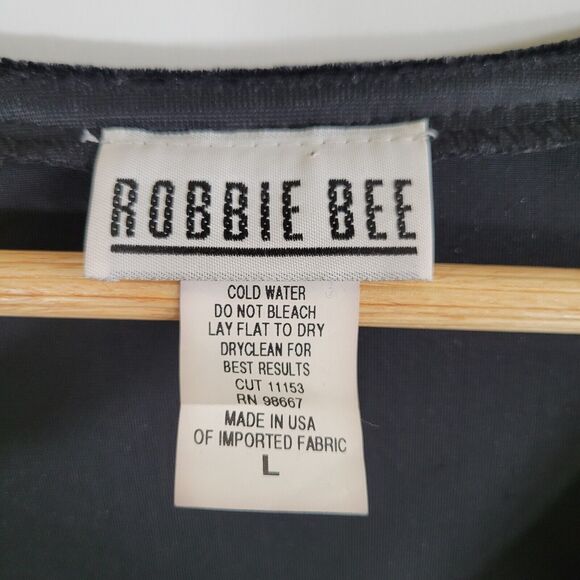 ROBBIE BEE
COLD WATER
DO NOT BLEACH
LAY FLAT TO DRY
DRYCLEAN FOR
BEST RESULTS
CUT 11153
RN 98667
MADE IN USA
OF IMPORTED FABRIC
L